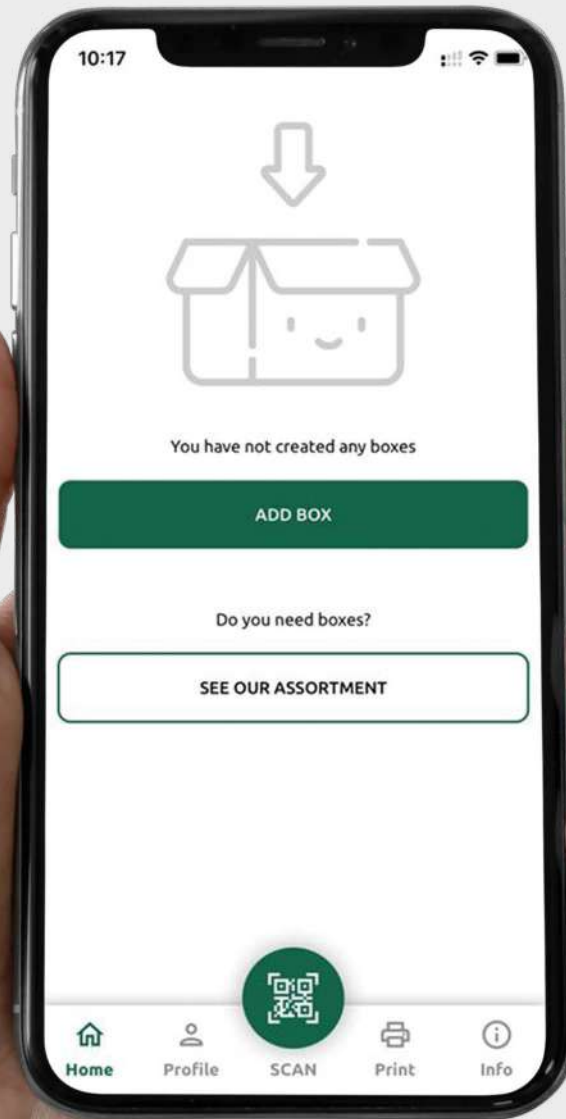 10:17
You have not created any boxes
ADD BOX
Do you need boxes?
SEE OUR ASSORTMENT
Home
Profile
SCAN
Print
Info